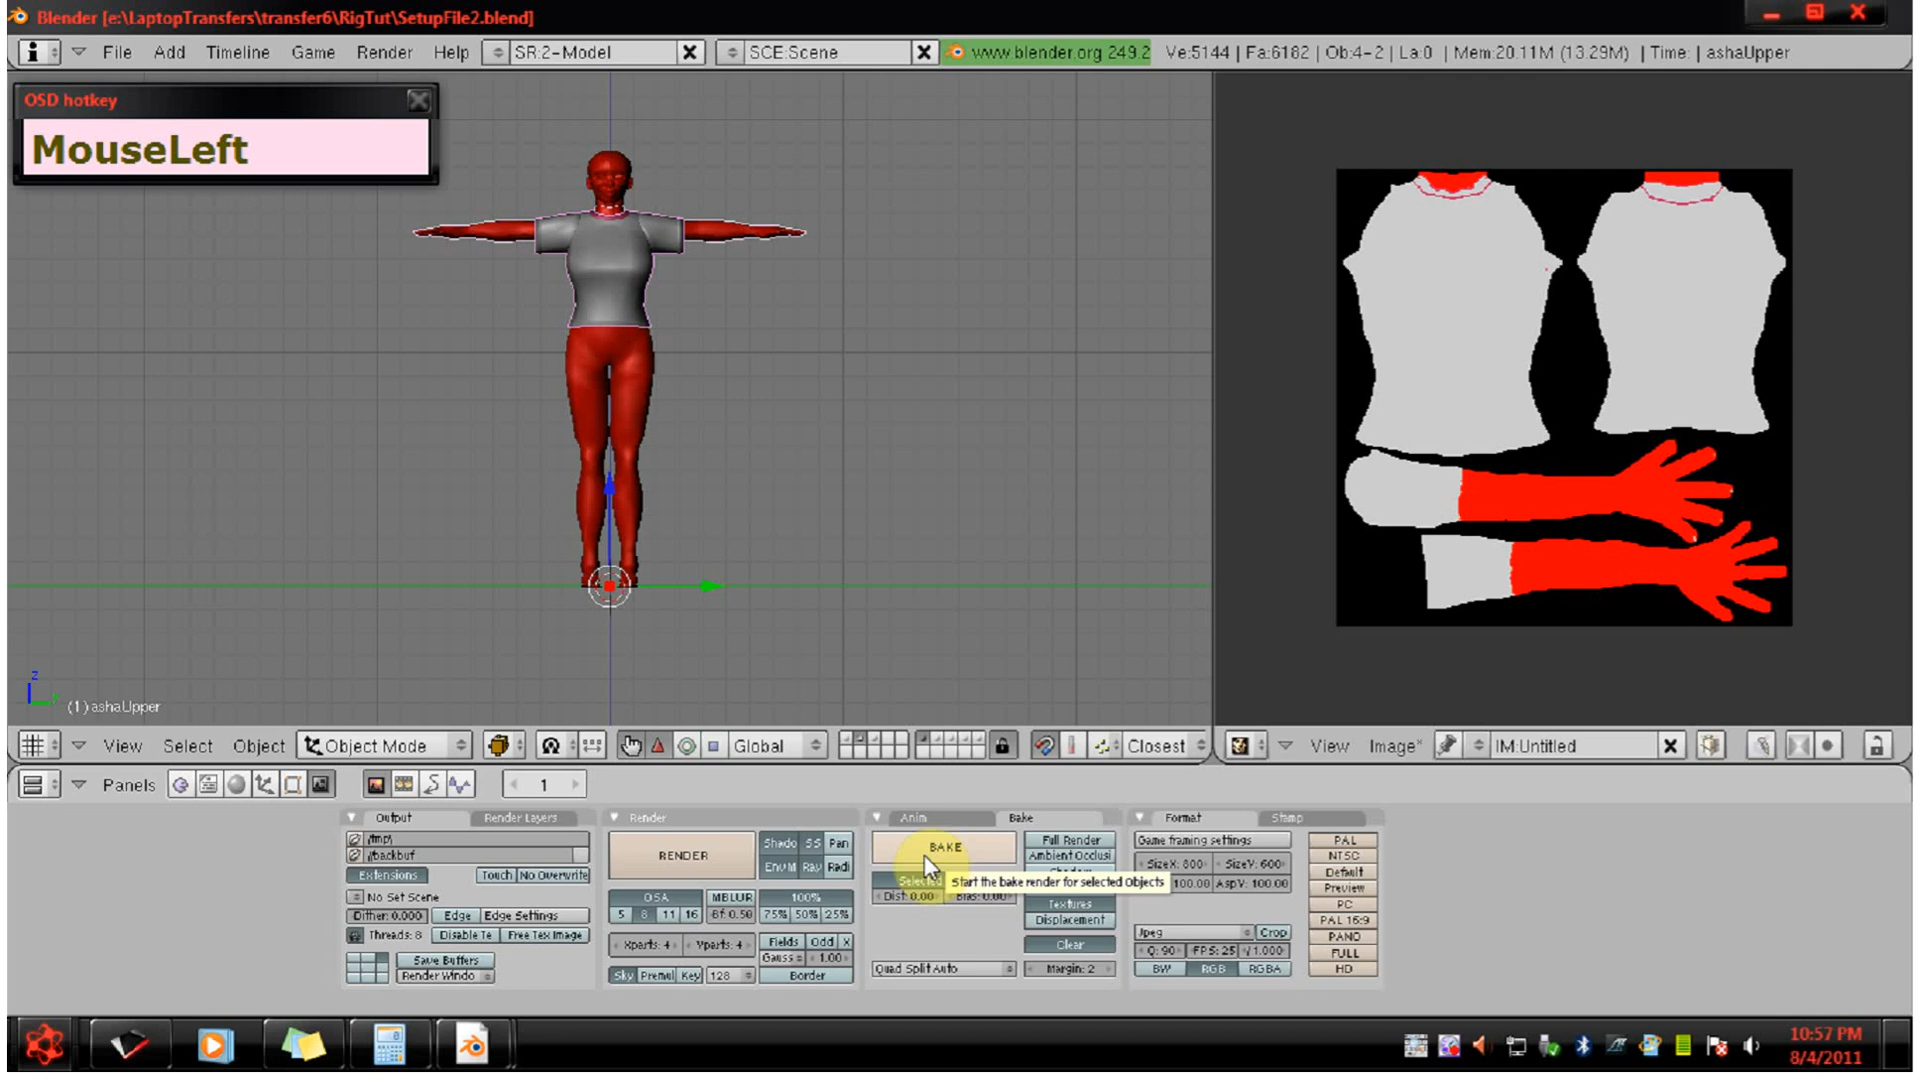 Blender [e:\LaptopTransfers\transfer6\RigTut\SetupFile2.blend]
File Add Timeline Game Render Help SR:2-Model SCE:Scene www.blender.org 249.2 Ve:5144 | Fa:6182 | Ob:4-2 | La:0 | Mem:20.11M (13.29M) | Time: | ashaUpper
OSD hotkey
MouseLeft
z
y
(1) ashaUpper
View Select Object Object Mode Global Closest
View Image* IM:Untitled
Panels 1
Output Render Layers
/tmp\
//backbuf
Extensions Touch No Overwrite
No Set Scene
Dither: 0.000 Edge Edge Settings
Threads: 8 Disable Te Free Tex Image
Save Buffers
Render Windo
Render
RENDER
Shado SS Pan
EnvM Ray Radi
OSA MBLUR 100%
5 8 11 16 Bf: 0.50 75% 50% 25%
Xparts: 4 Yparts: 4 Fields Odd X
Gauss 1.00
Sky Premul Key 128 Border
Anim Bake
BAKE
Full Render
Ambient Occlusi
Selected
Start the bake render for selected Objects
Dist: 0.00 Bias: 0.00
Textures
Displacement
Clear
Quad Split Auto Margin: 2
Format Stamp
Game framing settings
SizeX: 800 SizeY: 600
100.00 AspY: 100.00
Jpeg Crop
Q: 90 FPS: 25 /1.000
BW RGB RGBA
PAL
NTSC
Default
Preview
PC
PAL 16:9
PANO
FULL
HD
10:57 PM
8/4/2011